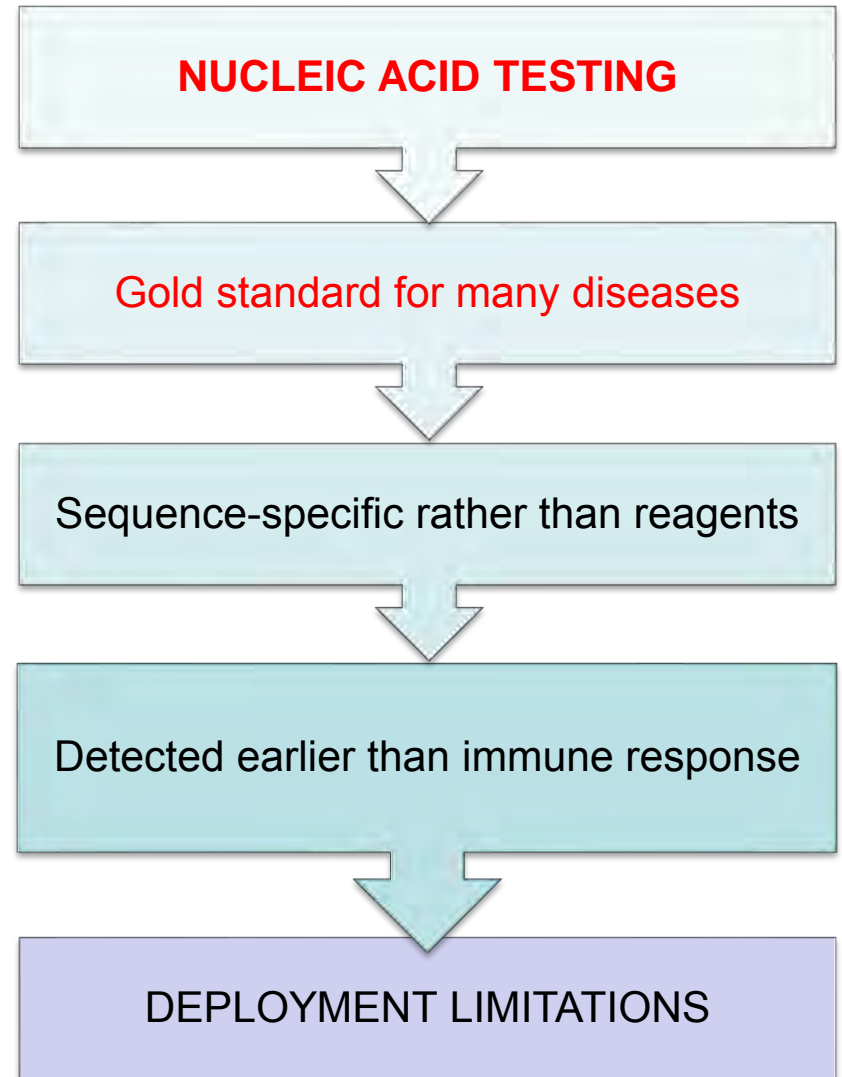 NUCLEIC ACID TESTING
Gold standard for many diseases
Sequence-specific rather than reagents
Detected earlier than immune response
DEPLOYMENT LIMITATIONS